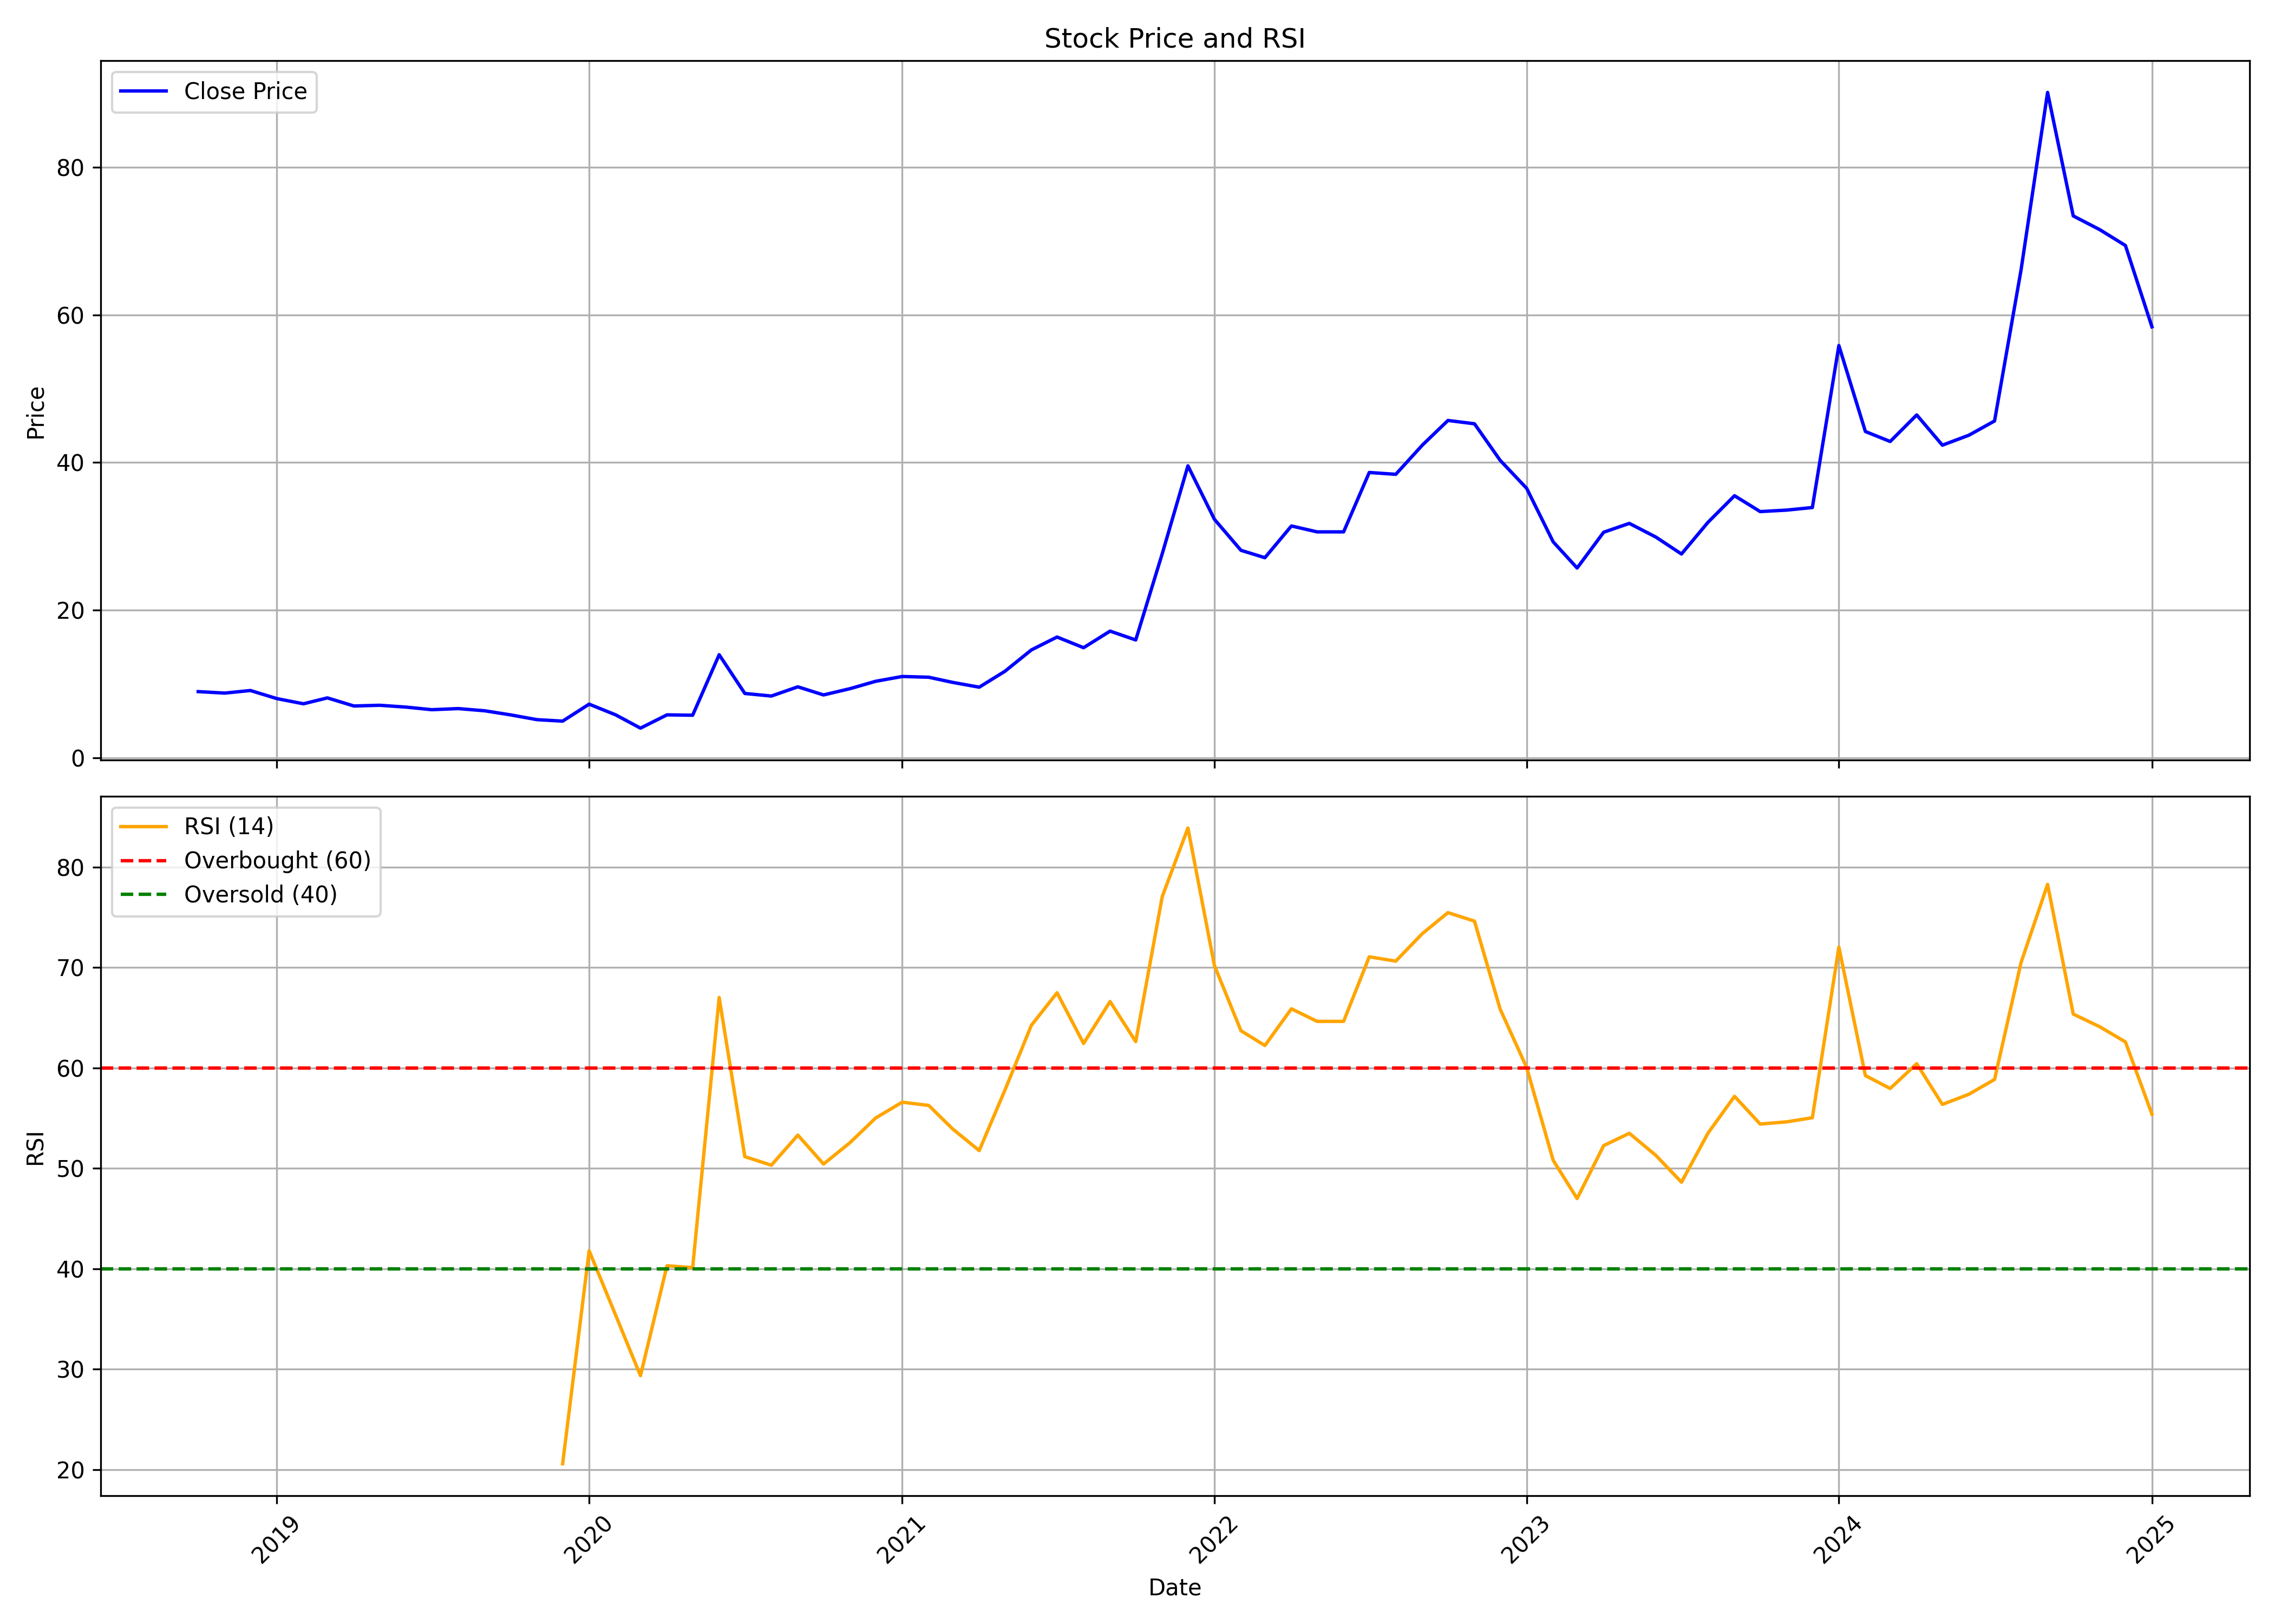 Stock Price and RSI
Close Price
80
60
40
20
0
Price
RSI (14)
Overbought (60)
Oversold (40)
80
70
60
50
40
30
20
RSI
2019
2020
2021
2022
2023
2024
2025
Date